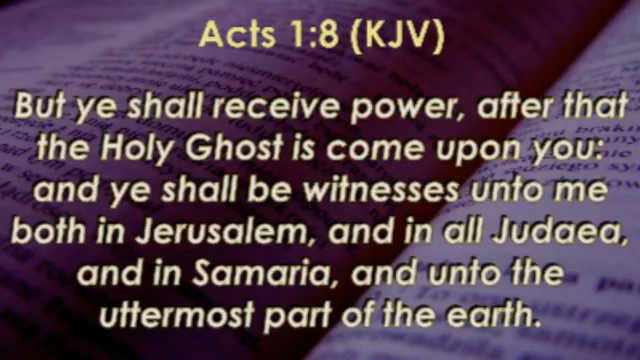 Acts 1:8 (KJV)
But ye shall receive power, after that
the Holy Ghost is come upon you:
and ye shall be witnesses unto me
both in Jerusalem, and in all Judaea,
and in Samaria, and unto the
uttermost part of the earth.